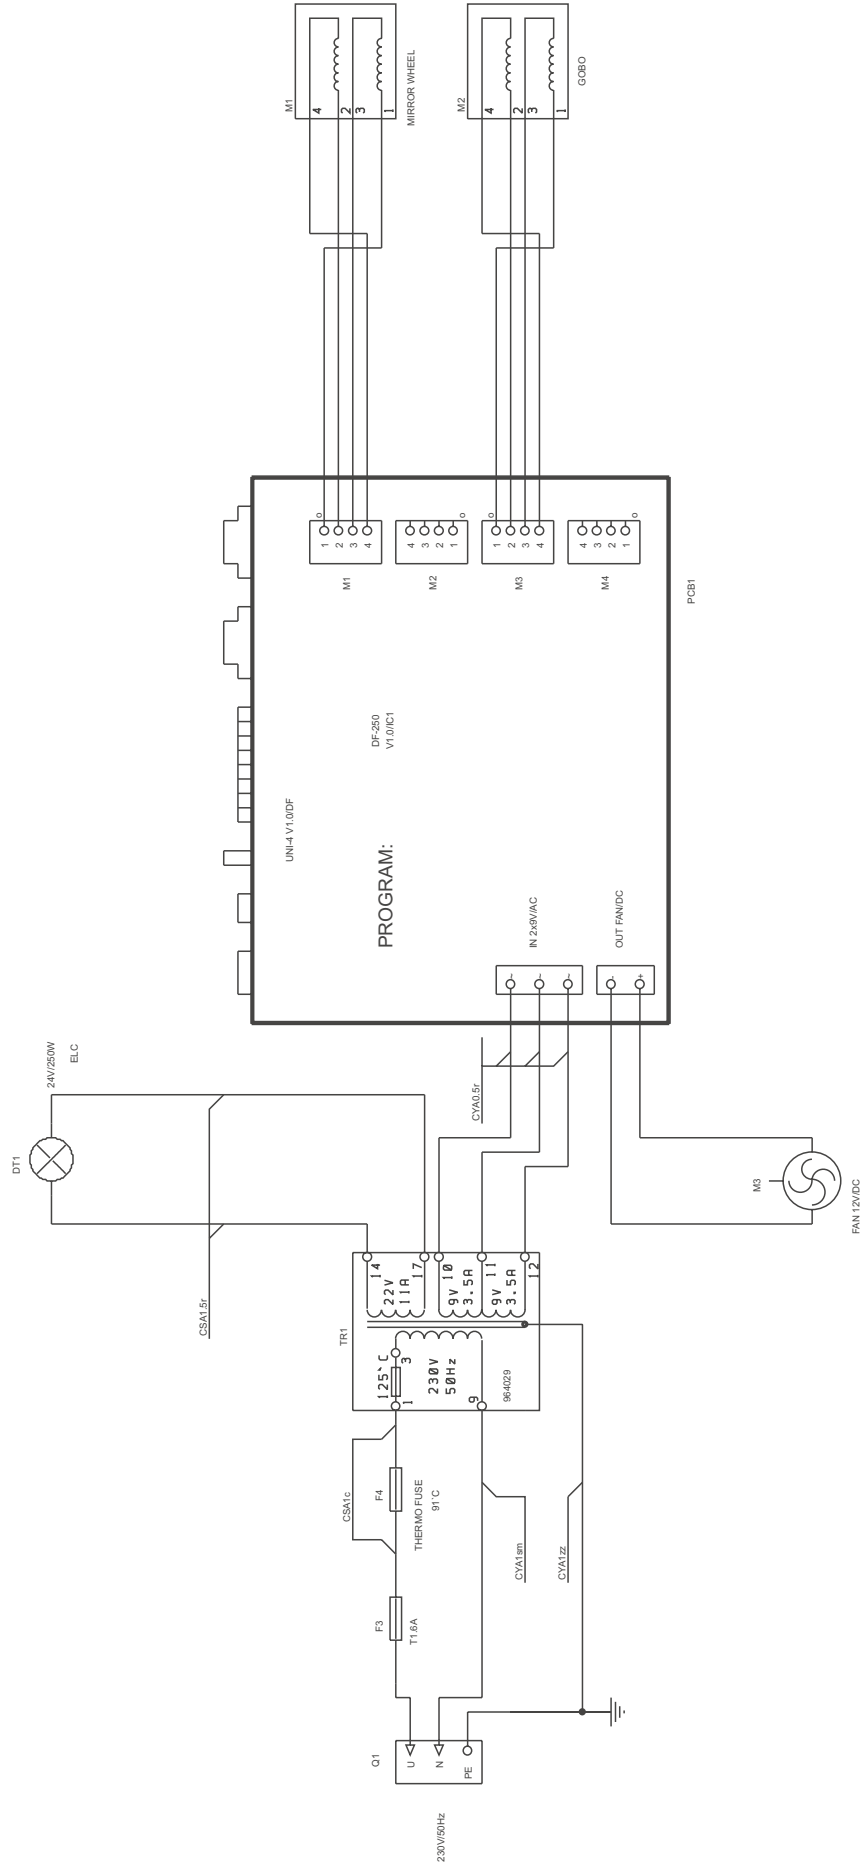 M1
4
2
3
1
MIRROR WHEEL
M2
4
2
3
1
GOBO
1
2
3
4
o
M1
4
3
2
1
o
M2
1
2
3
4
o
M3
4
3
2
1
o
M4
PCB1
DF-250
V1.0/IC1
UNI-4 V1.0/DF
PROGRAM:
IN 2x9V/AC
~
~
~
OUT FAN/DC
-
+
24V/250W
ELC
DT1
CYA0.5r
CSA1.5r
M3
FAN 12V/DC
TR1
14
22V
11A
17
10
9V
3.5A
11
9V
3.5A
12
125`C
3
1
230V
50Hz
9
964029
CSA1c
F4
THERMO FUSE
91`C
CYA1sm
CYA1zz
F3
T1.6A
Q1
U
N
PE
230V/50Hz